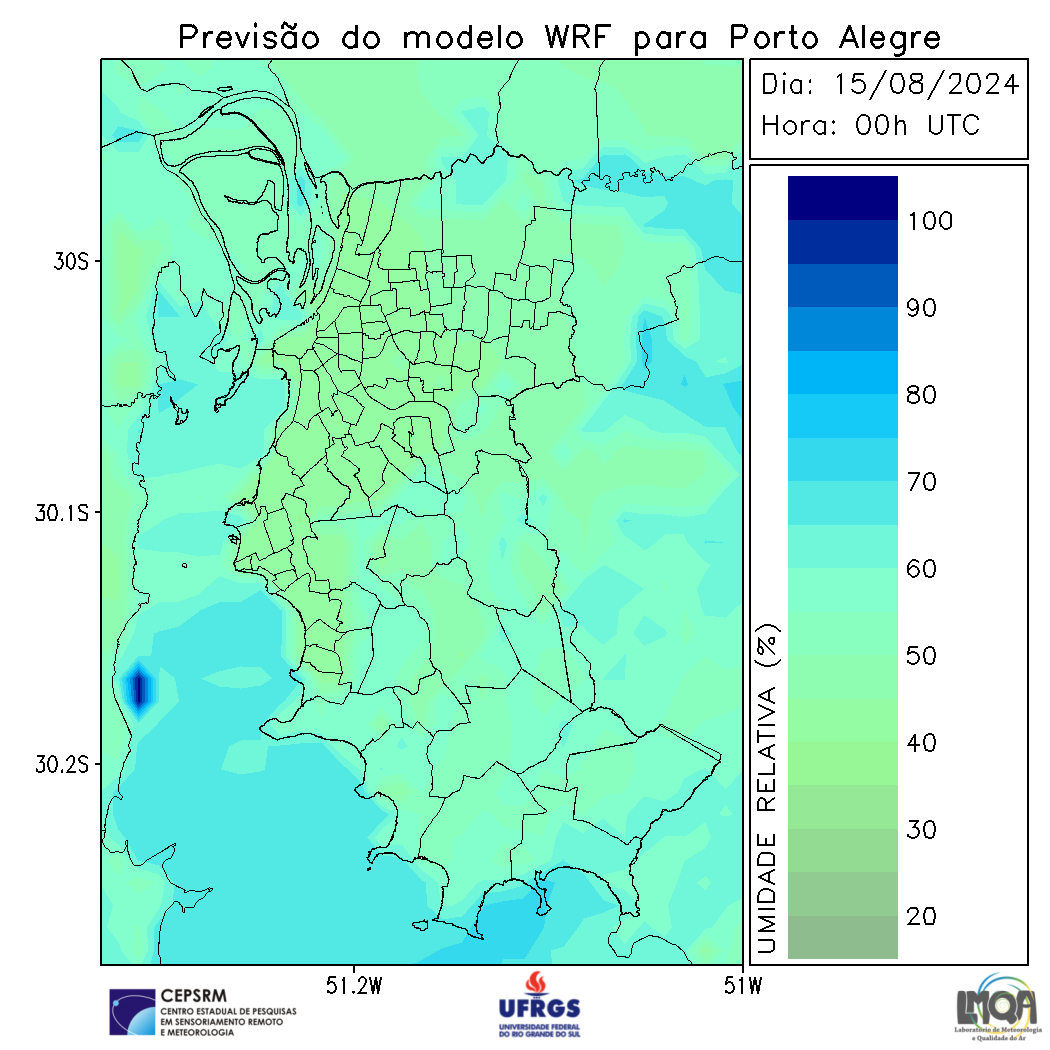 Previsão do modelo WRF para Porto Alegre
Dia: 15/08/2024
Hora: 00h UTC
100
90
80
70
60
50
40
30
20
UMIDADE RELATIVA (%)
30S
30.1S
30.2S
51.2W
51W
CEPSRM
CENTRO ESTADUAL DE PESQUISAS
EM SENSORIAMENTO REMOTO
E METEOROLOGIA
UFRGS
UNIVERSIDADE FEDERAL
DO RIO GRANDE DO SUL
LMQA
Laboratório de Meteorologia
e Qualidade do Ar